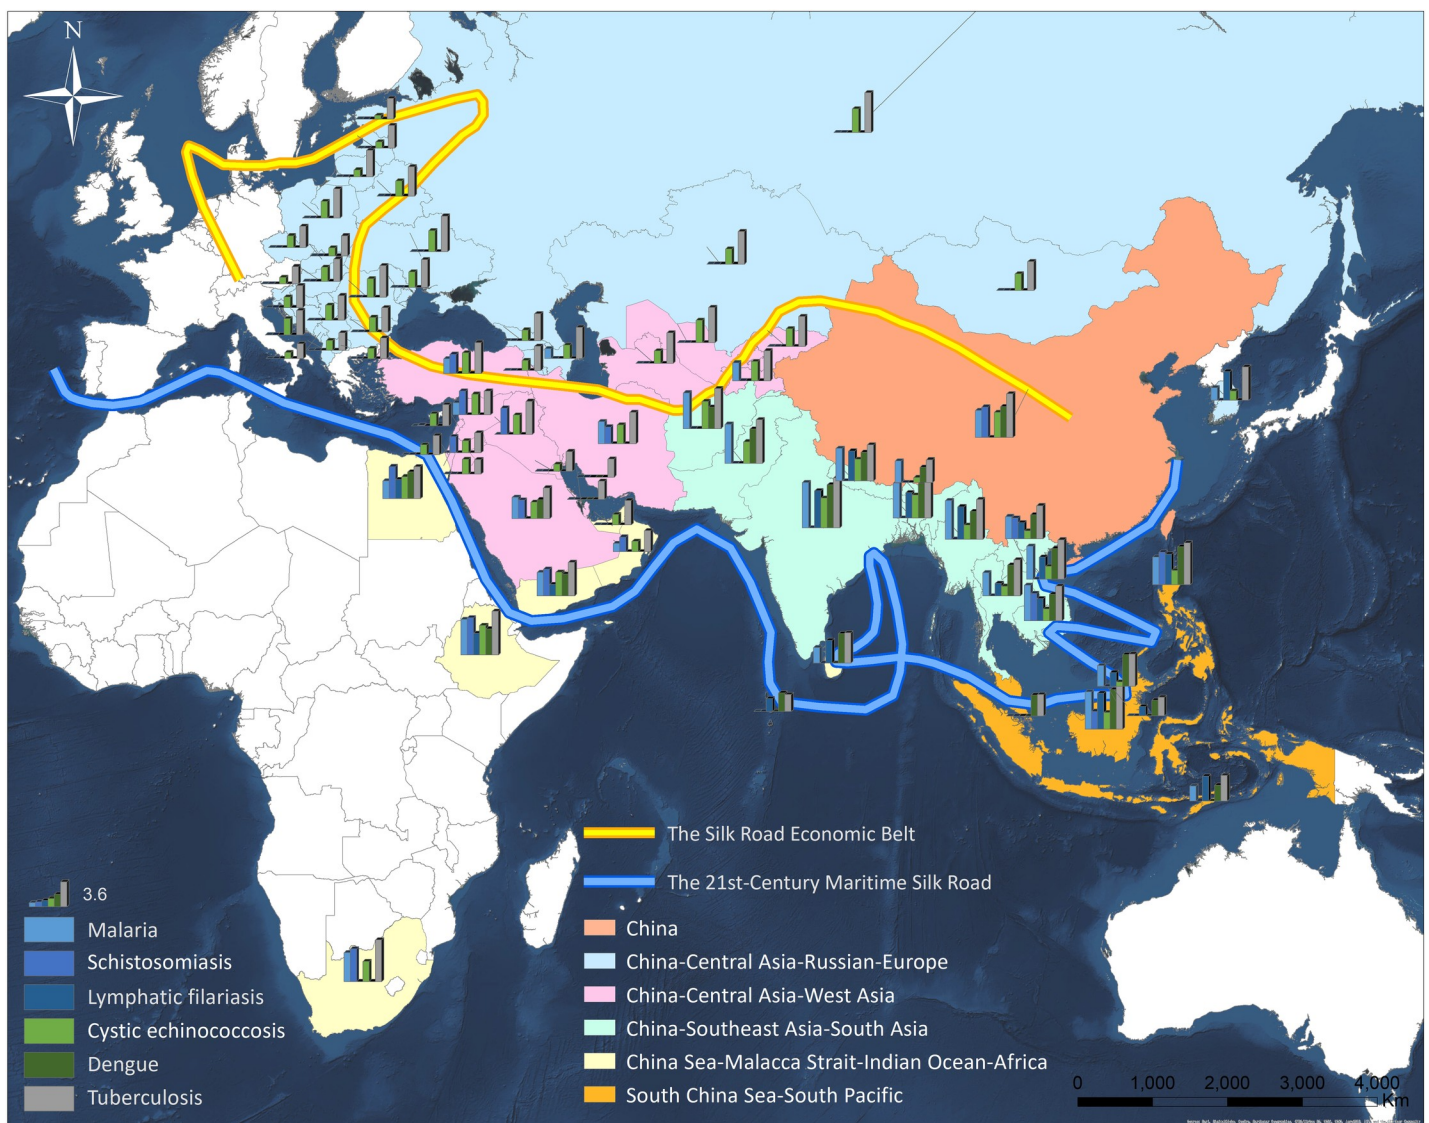 N
The Silk Road Economic Belt
The 21st-Century Maritime Silk Road
3.6
Malaria
Schistosomiasis
Lymphatic filariasis
Cystic echinococcosis
Dengue
Tuberculosis
China
China-Central Asia-Russian-Europe
China-Central Asia-West Asia
China-Southeast Asia-South Asia
China Sea-Malacca Strait-Indian Ocean-Africa
South China Sea-South Pacific
0 1,000 2,000 3,000 4,000
Km